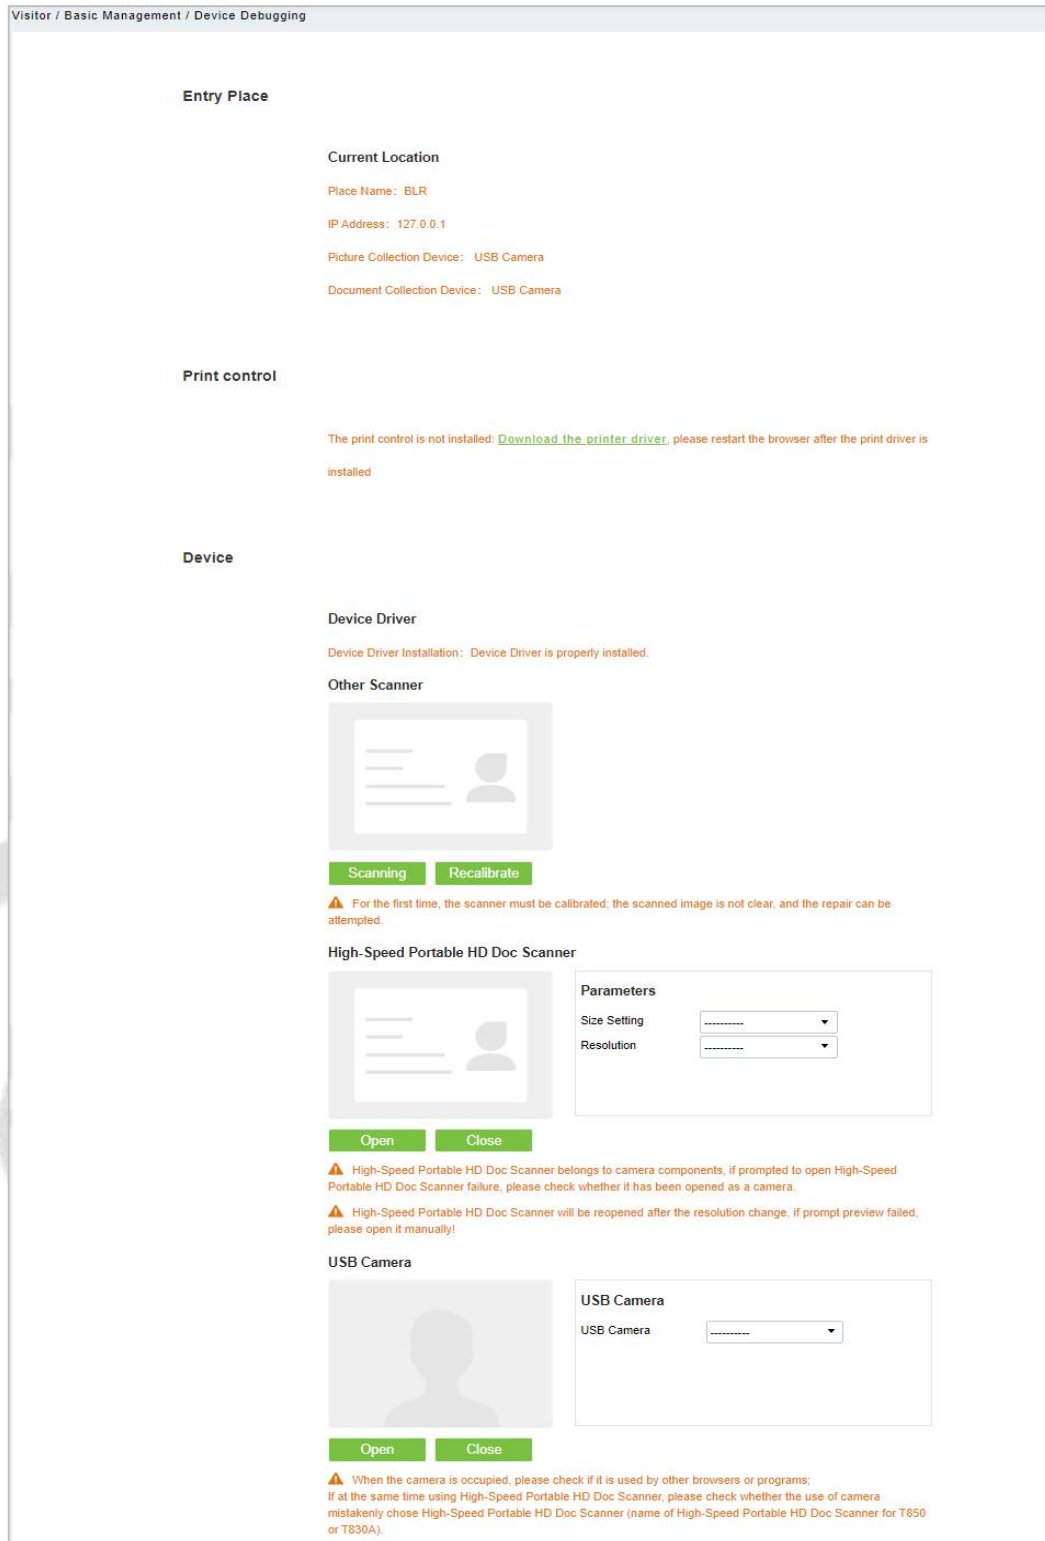 Visitor / Basic Management / Device Debugging
Entry Place
Current Location
Place Name: BLR
IP Address: 127.0.0.1
Picture Collection Device: USB Camera
Document Collection Device: USB Camera
Print control
The print control is not installed: Download the printer driver, please restart the browser after the print driver is
installed
Device
Device Driver
Device Driver Installation: Device Driver is properly installed.
Other Scanner
Scanning Recalibrate
For the first time, the scanner must be calibrated; the scanned image is not clear, and the repair can be
attempted.
High-Speed Portable HD Doc Scanner
Parameters
Size Setting ----------
Resolution ----------
Open Close
High-Speed Portable HD Doc Scanner belongs to camera components, if prompted to open High-Speed
Portable HD Doc Scanner failure, please check whether it has been opened as a camera.
High-Speed Portable HD Doc Scanner will be reopened after the resolution change, if prompt preview failed,
please open it manually!
USB Camera
USB Camera
USB Camera ----------
Open Close
When the camera is occupied, please check if it is used by other browsers or programs;
If at the same time using High-Speed Portable HD Doc Scanner, please check whether the use of camera
mistakenly chose High-Speed Portable HD Doc Scanner (name of High-Speed Portable HD Doc Scanner for T850
or T830A).